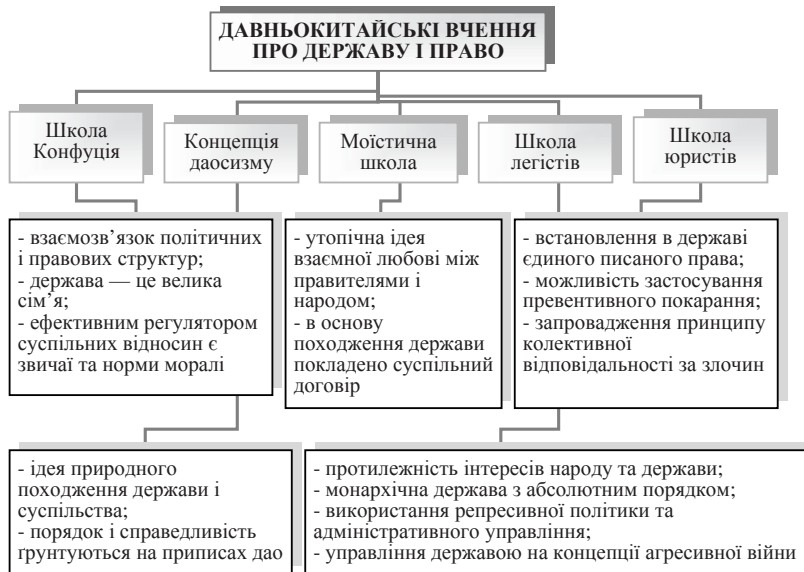 ДАВНЬОКИТАЙСЬКІ ВЧЕННЯ
ПРО ДЕРЖАВУ І ПРАВО
Школа
Конфуція
Концепція
даосизму
Моїстична
школа
Школа
легістів
Школа
юристів
- взаємозв’язок політичних
і правових структур;
- держава — це велика
сім’я;
- ефективним регулятором
суспільних відносин є
звичаї та норми моралі
- утопічна ідея
взаємної любові між
правителями і
народом;
- в основу
походження держави
покладено суспільний
договір
- встановлення в державі
єдиного писаного права;
- можливість застосування
превентивного покарання;
- запровадження принципу
колективної
відповідальності за злочин
- ідея природного
походження держави і
суспільства;
- порядок і справедливість
ґрунтуються на приписах дао
- протилежність інтересів народу та держави;
- монархічна держава з абсолютним порядком;
- використання репресивної політики та
адміністративного управління;
- управління державою на концепції агресивної війни